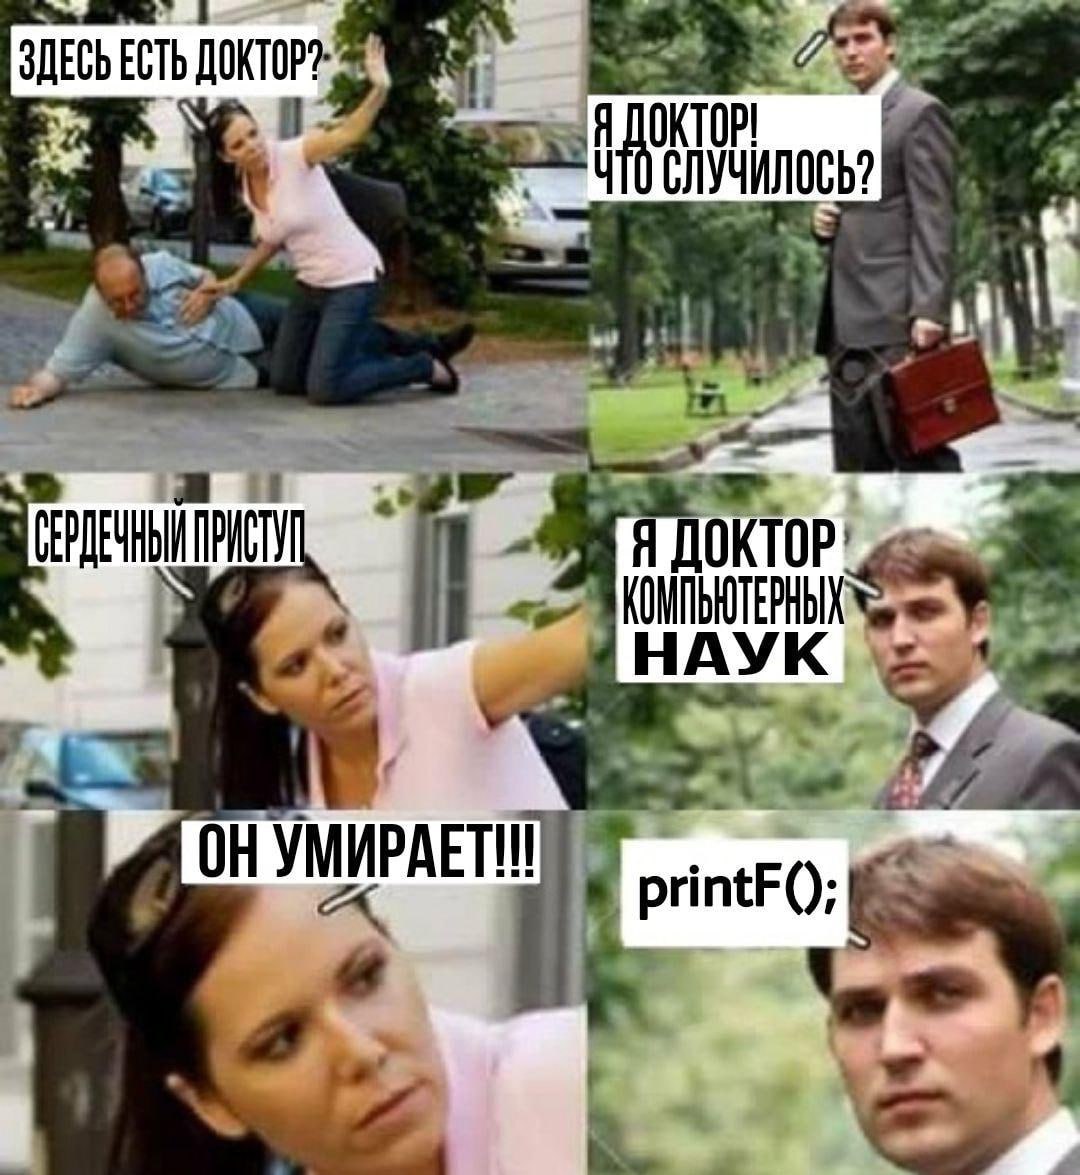 ЗДЕСЬ ЕСТЬ ДОКТОР?
Я ДОКТОР!
ЧТО СЛУЧИЛОСЬ?
СЕРДЕЧНЫЙ ПРИСТУП
Я ДОКТОР
КОМПЬЮТЕРНЫХ
НАУК
ОН УМИРАЕТ!!!
printF();